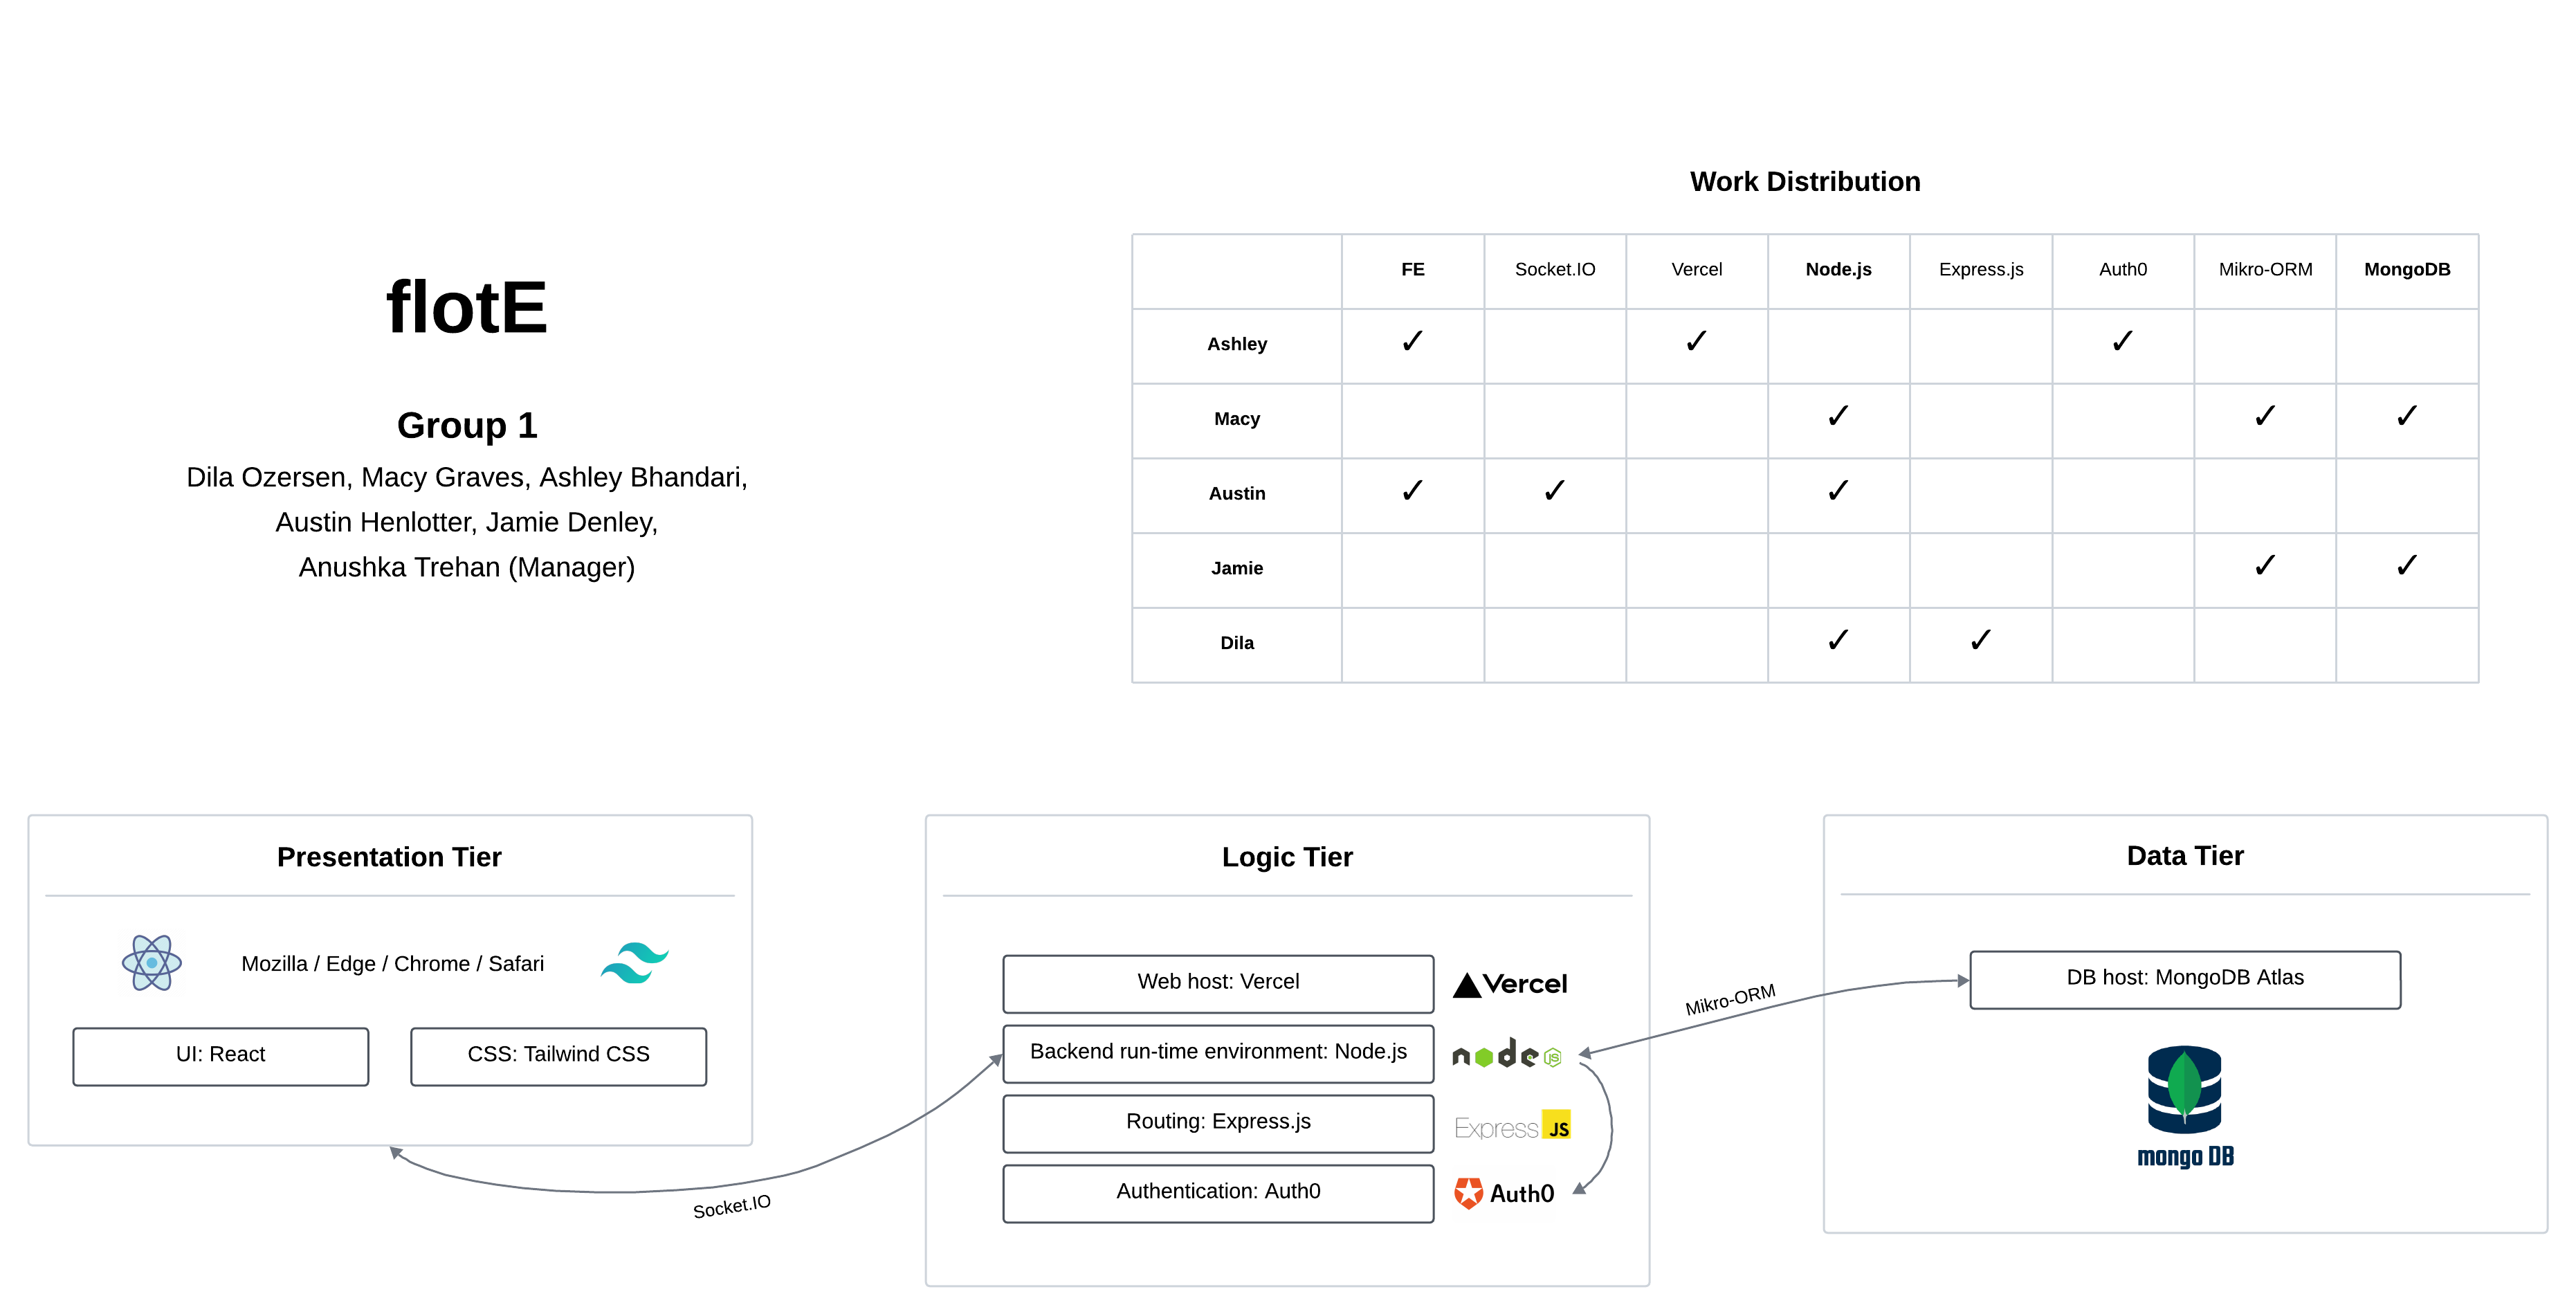 flotE
Group 1
Dila Ozersen, Macy Graves, Ashley Bhandari,
Austin Henlotter, Jamie Denley,
Anushka Trehan (Manager)
Work Distribution
FE Socket.IO Vercel Node.js Express.js Auth0 Mikro-ORM MongoDB
Ashley ✓ ✓ ✓
Macy ✓ ✓ ✓
Austin ✓ ✓ ✓
Jamie ✓ ✓
Dila ✓ ✓
Presentation Tier
Mozilla / Edge / Chrome / Safari
UI: React
CSS: Tailwind CSS
Socket.IO
Logic Tier
Web host: Vercel
Vercel
Backend run-time environment: Node.js
node JS
Routing: Express.js
Express JS
Authentication: Auth0
Auth0
Mikro-ORM
Data Tier
DB host: MongoDB Atlas
mongo DB